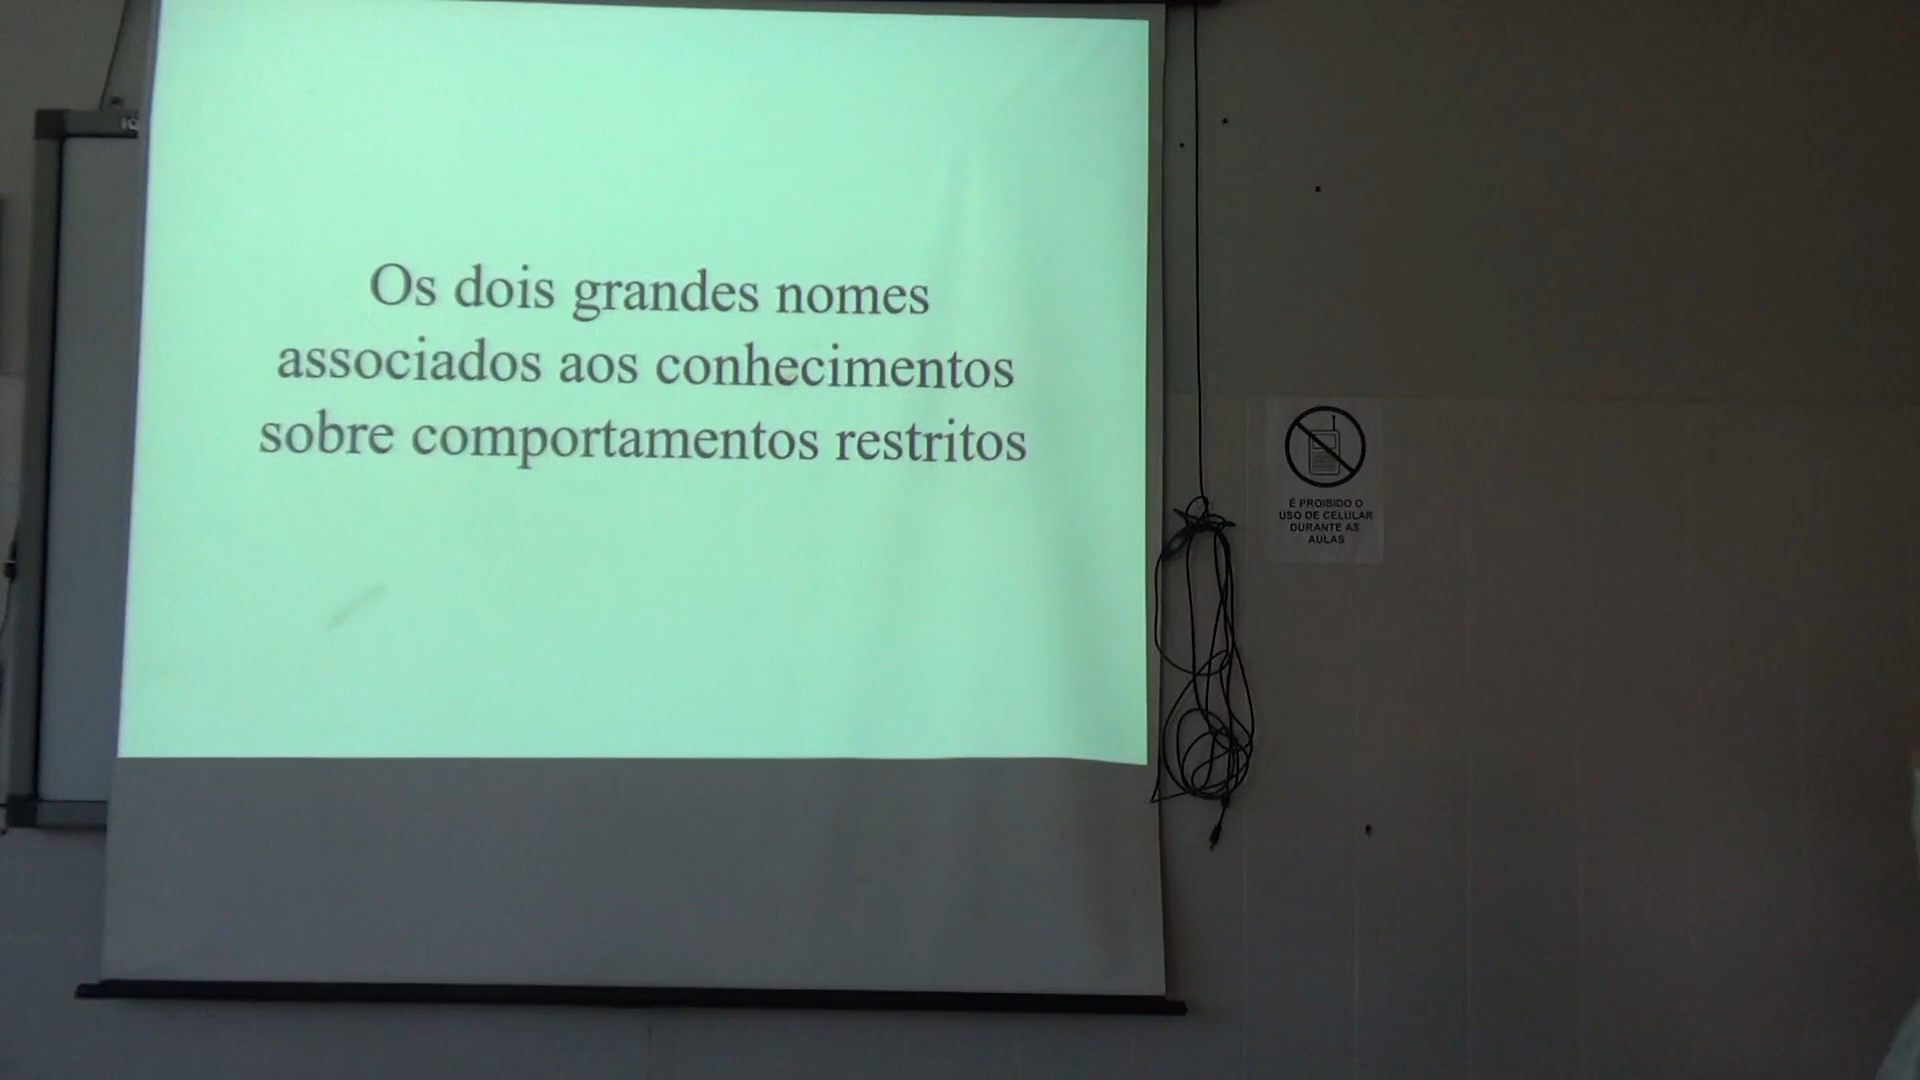 Os dois grandes nomes
associados aos conhecimentos
sobre comportamentos restritos
É PROIBIDO O
USO DE CELULAR
DURANTE AS
AULAS